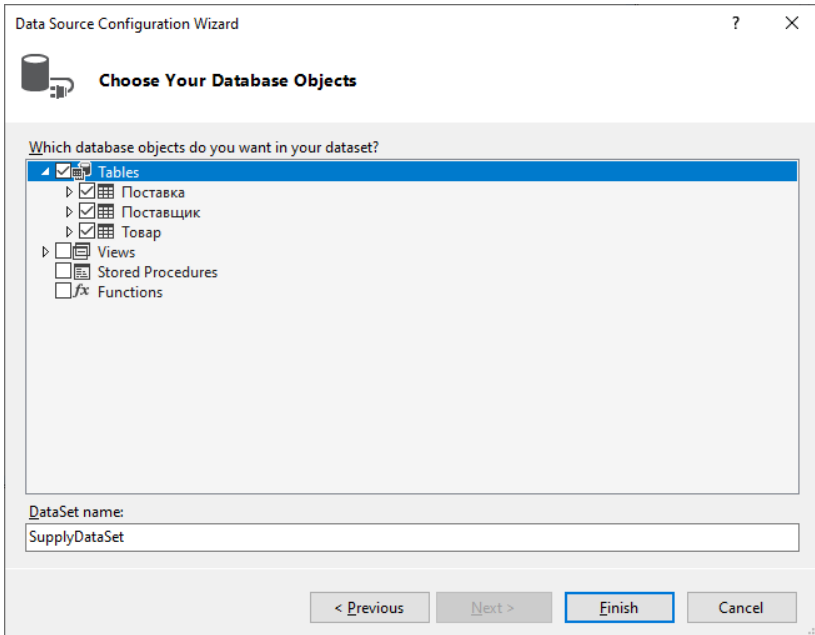 Data Source Configuration Wizard
?
Choose Your Database Objects
Which database objects do you want in your dataset?
Tables
Поставка
Поставщик
Товар
Views
Stored Procedures
fx Functions
DataSet name:
SupplyDataSet
< Previous Next > Finish Cancel